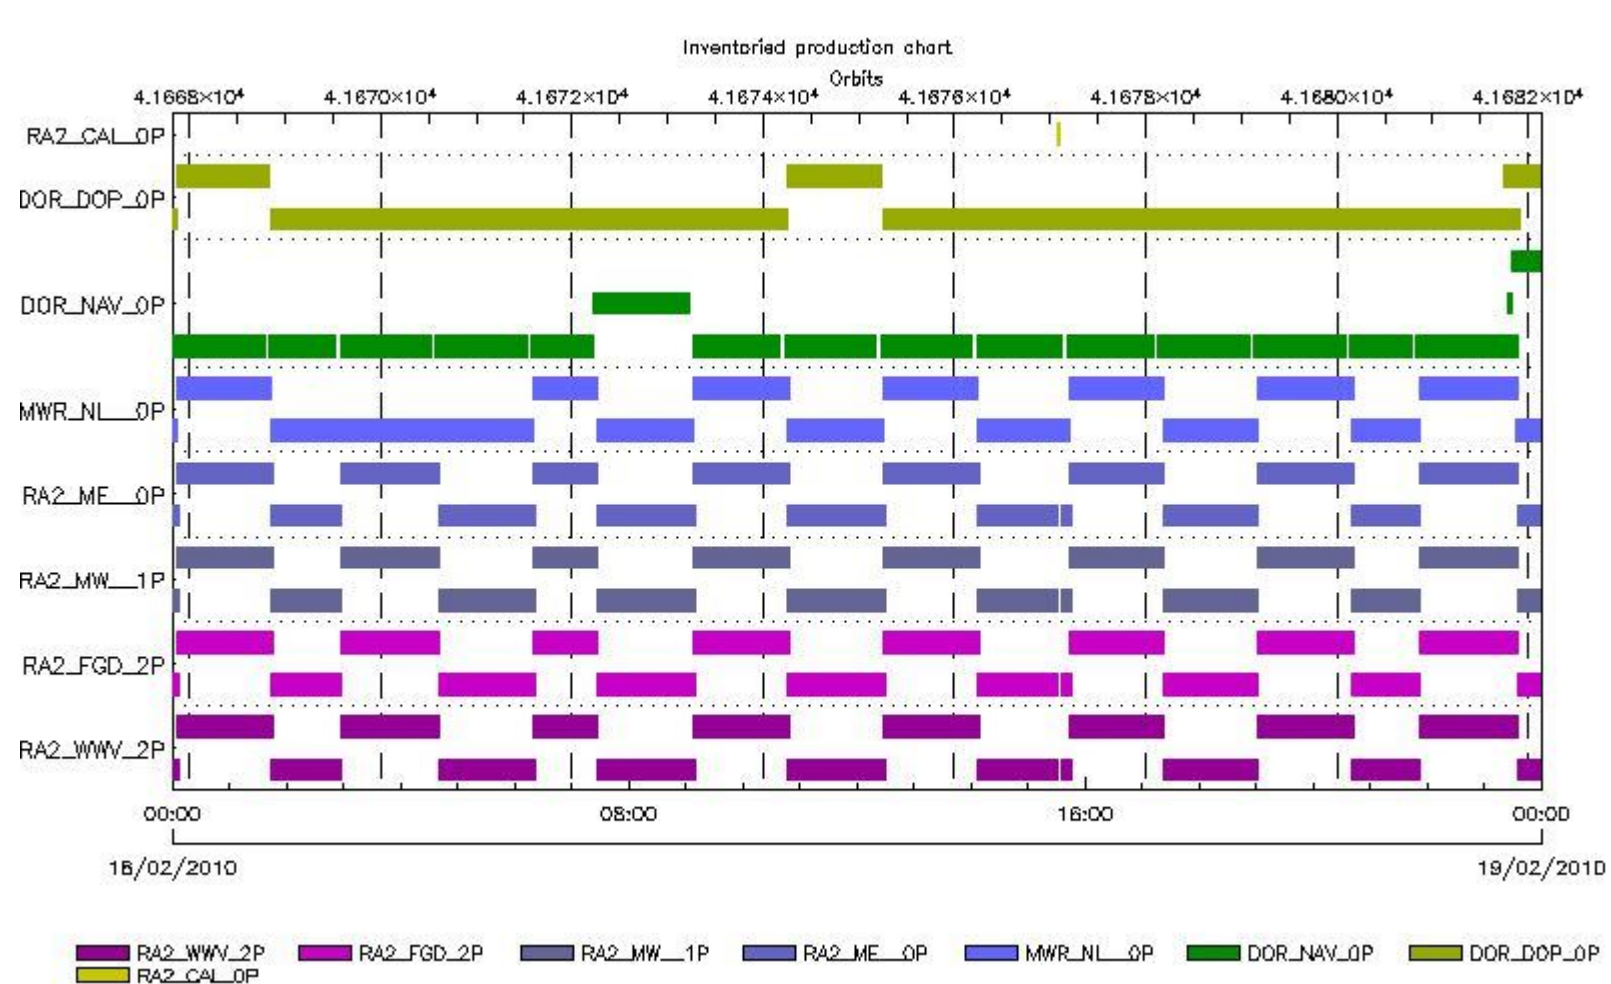 Inventoried production chart
Orbits
4.1668×10⁴ 4.1670×10⁴ 4.1672×10⁴ 4.1674×10⁴ 4.1676×10⁴ 4.1678×10⁴ 4.1680×10⁴ 4.1682×10⁴
RA2_CAL_0P
DOR_DOP_0P
DOR_NAV_0P
MWR_NL__0P
RA2_ME__0P
RA2_MW__1P
RA2_FGD_2P
RA2_WWV_2P
00:00 08:00 16:00 00:00
18/02/2010 19/02/2010
RA2_WWV_2P RA2_FGD_2P RA2_MW__1P RA2_ME__0P MWR_NL__0P DOR_NAV_0P DOR_DOP_0P
RA2_CAL_0P